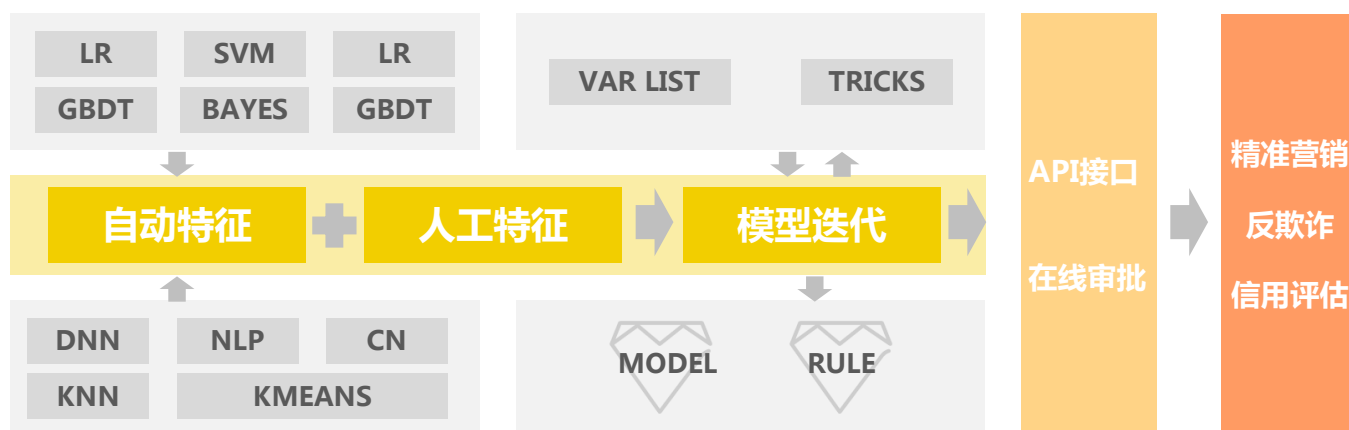 LR SVM LR
GBDT BAYES GBDT
VAR LIST TRICKS
自动特征 人工特征 模型迭代
DNN NLP CN
KNN KMEANS
MODEL RULE
API接口
在线审批
精准营销
反欺诈
信用评估